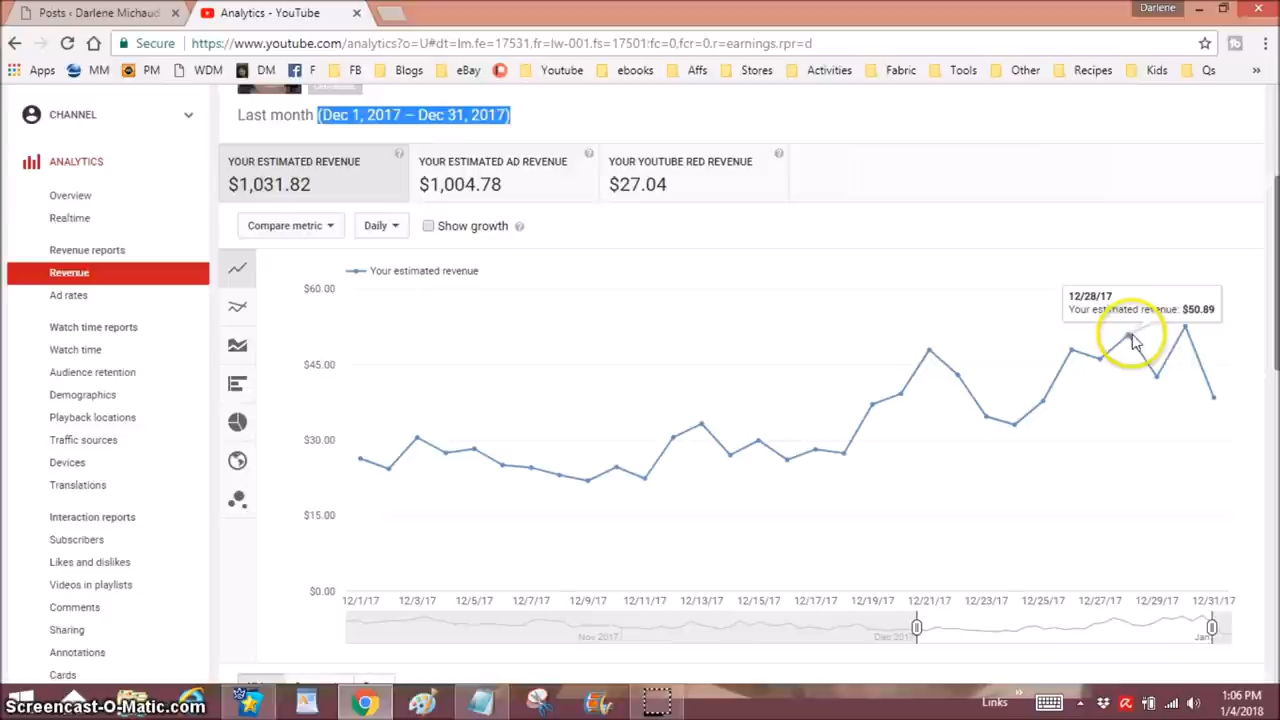 Posts ‹ Darlene Michaud
Analytics - YouTube
Darlene
Secure
https://www.youtube.com/analytics?o=U#dt=lm.fe=17531.fr=lw-001.fs=17501:fc=0,fcr=0.r=earnings.rpr=d
Apps MM PM WDM DM F FB Blogs eBay Youtube ebooks Affs Stores Activities Fabric Tools Other Recipes Kids Qs »
CHANNEL
Last month (Dec 1, 2017 – Dec 31, 2017)
ANALYTICS
YOUR ESTIMATED REVENUE
$1,031.82
YOUR ESTIMATED AD REVENUE
$1,004.78
YOUR YOUTUBE RED REVENUE
$27.04
Overview
Realtime
Revenue reports
Revenue
Ad rates
Watch time reports
Watch time
Audience retention
Demographics
Playback locations
Traffic sources
Devices
Translations
Interaction reports
Subscribers
Likes and dislikes
Videos in playlists
Comments
Sharing
Annotations
Cards
Compare metric
Daily
Show growth
Your estimated revenue
12/28/17
Your estimated revenue: $50.89
$60.00
$45.00
$30.00
$15.00
$0.00
12/1/17 12/3/17 12/5/17 12/7/17 12/9/17 12/11/17 12/13/17 12/15/17 12/17/17 12/19/17 12/21/17 12/23/17 12/25/17 12/27/17 12/29/17 12/31/17
Nov 2017
Dec 201
Jan
Screencast-O-Matic.com
Links »
1:06 PM
1/4/2018